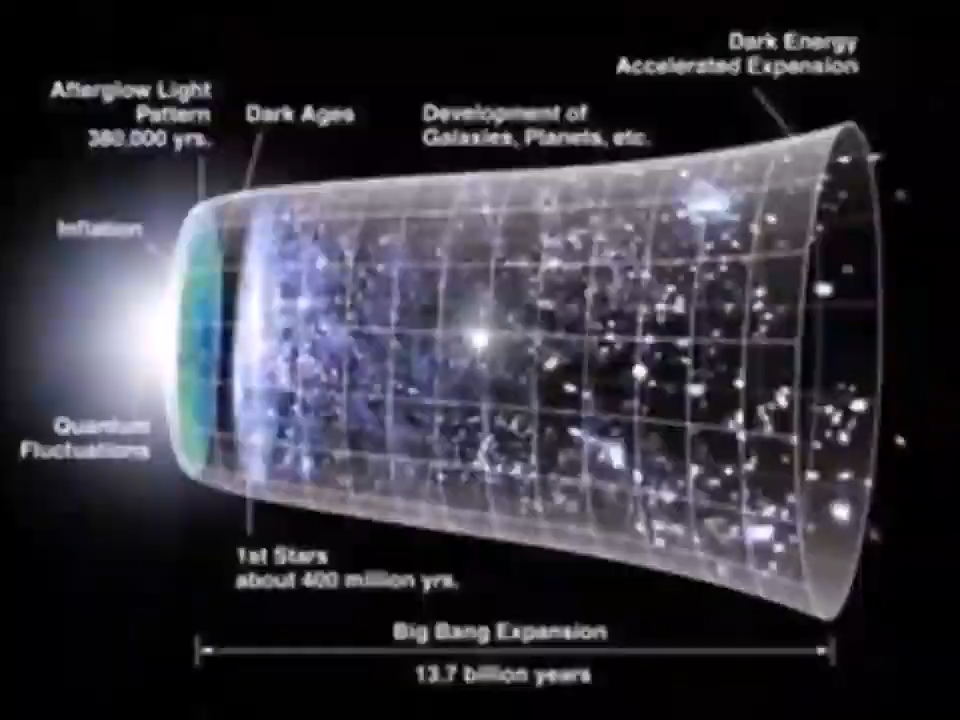 Dark Energy
Accelerated Expansion
Afterglow Light
Pattern
380,000 yrs.
Dark Ages
Development of
Galaxies, Planets, etc.
Inflation
Quantum
Fluctuations
1st Stars
about 400 million yrs.
Big Bang Expansion
13.7 billion years